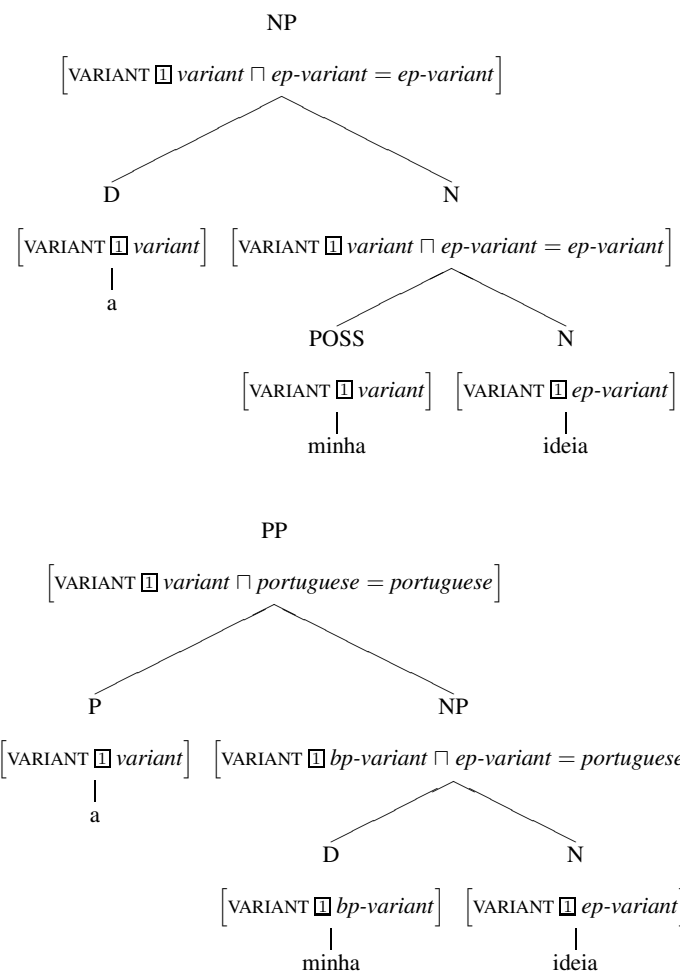 NP
[VARIANT 1 variant ⊓ ep-variant = ep-variant]
D N
[VARIANT 1 variant] [VARIANT 1 variant ⊓ ep-variant = ep-variant]
a
POSS N
[VARIANT 1 variant] [VARIANT 1 ep-variant]
minha ideia
PP
[VARIANT 1 variant ⊓ portuguese = portuguese]
P NP
[VARIANT 1 variant] [VARIANT 1 bp-variant ⊓ ep-variant = portuguese
a
D N
[VARIANT 1 bp-variant] [VARIANT 1 ep-variant]
minha ideia